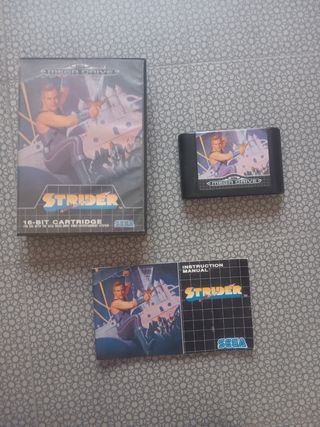 MEGA DRIVE
STRIDER
16-BIT CARTRIDGE
SEGA
MEGA DRIVE
INSTRUCTION
MANUAL
STRIDER
SEGA